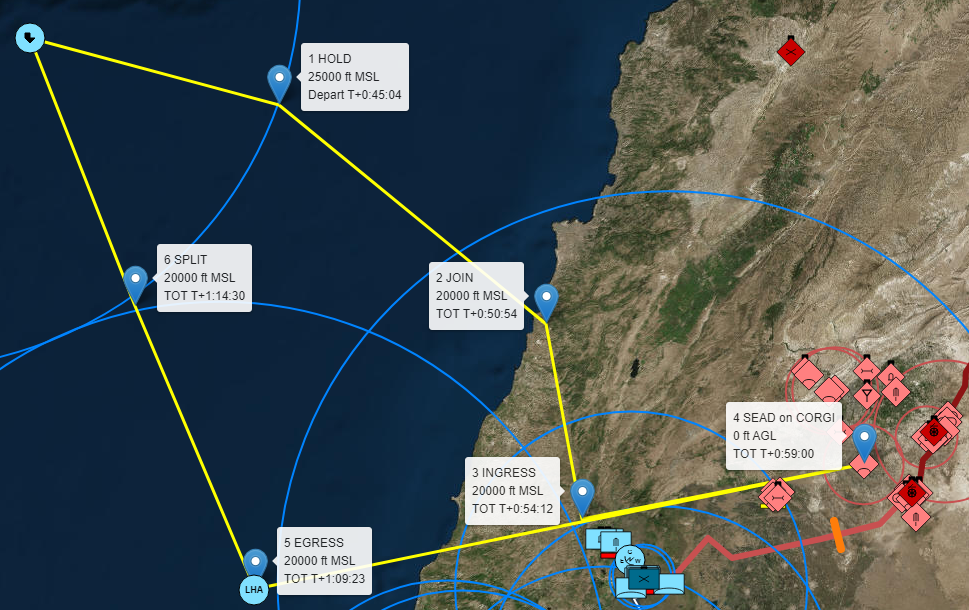 1 HOLD
25000 ft MSL
Depart T+0:45:04
6 SPLIT
20000 ft MSL
TOT T+1:14:30
2 JOIN
20000 ft MSL
TOT T+0:50:54
4 SEAD on CORGI
0 ft AGL
TOT T+0:59:00
3 INGRESS
20000 ft MSL
TOT T+0:54:12
5 EGRESS
20000 ft MSL
TOT T+1:09:23
LHA
C
E W W